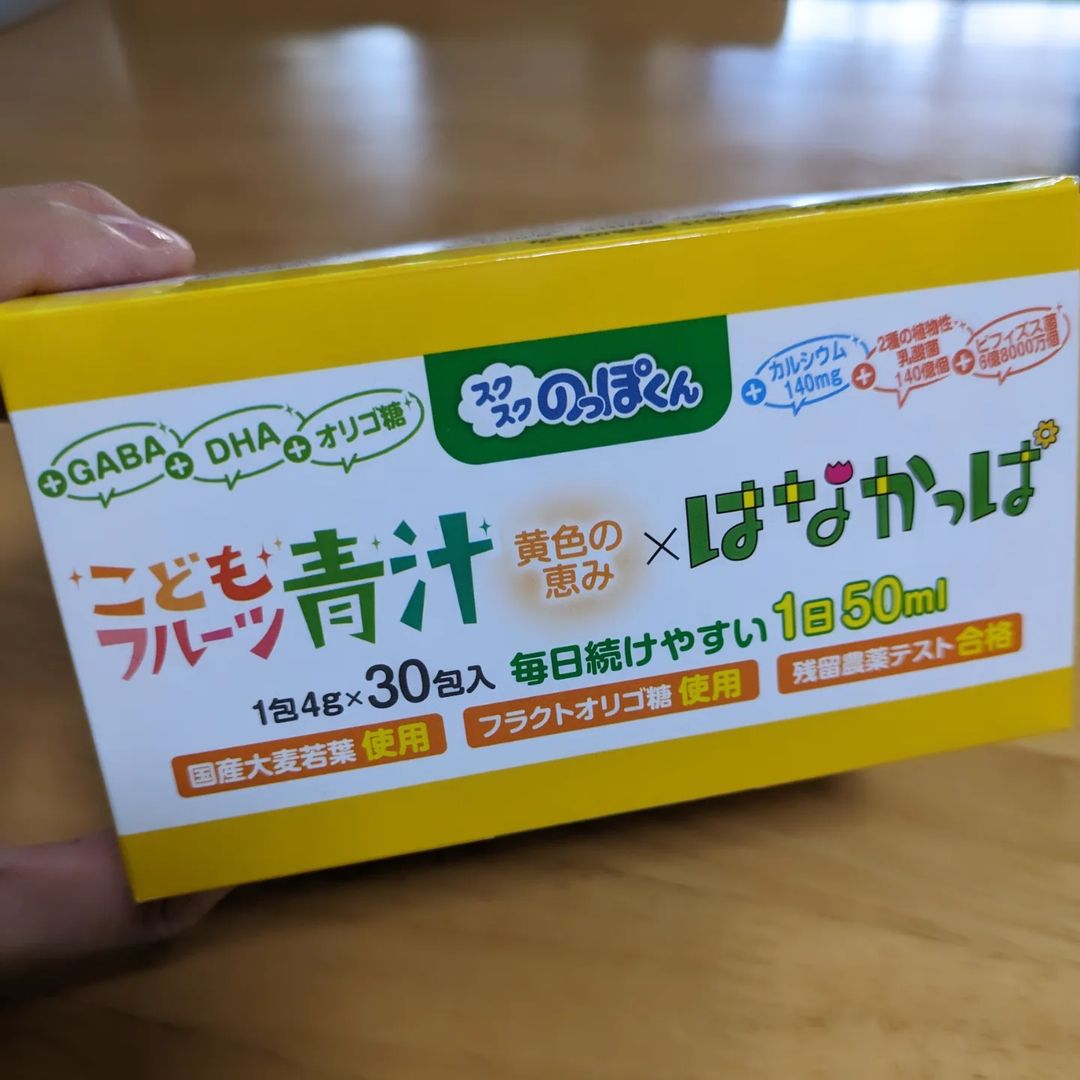 スクスクのっぽくん
+GABA
+DHA
+オリゴ糖
+カルシウム
140mg
+2種の植物性
乳酸菌
140億個
+ビフィズス菌
6億8000万個
こども
フルーツ
青汁
黄色の
恵み
×はなかっぱ
1包4g×30包入
毎日続けやすい1日50ml
国産大麦若葉 使用
フラクトオリゴ糖 使用
残留農薬テスト 合格